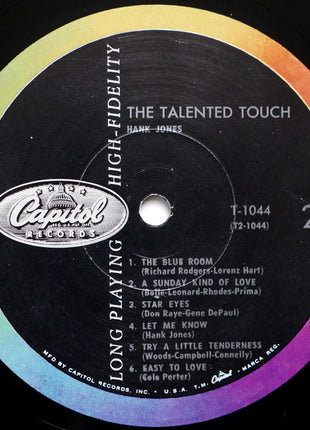 LONG PLAYING HIGH-FIDELITY
THE TALENTED TOUCH
HANK JONES
Capitol
RECORDS
T-1044
2
(T2-1044)
1. THE BLUE ROOM
(Richard Rodgers-Lorenz Hart)
2. A SUNDAY KIND OF LOVE
(Belle-Leonard-Rhodes-Prima)
3. STAR EYES
(Don Raye-Gene DePaul)
4. LET ME KNOW
(Hank Jones)
5. TRY A LITTLE TENDERNESS
(Woods-Campbell-Connelly)
6. EASY TO LOVE
(Cole Porter)
MFD BY CAPITOL RECORDS, INC. • U.S.A. T.M. MARCA REG.